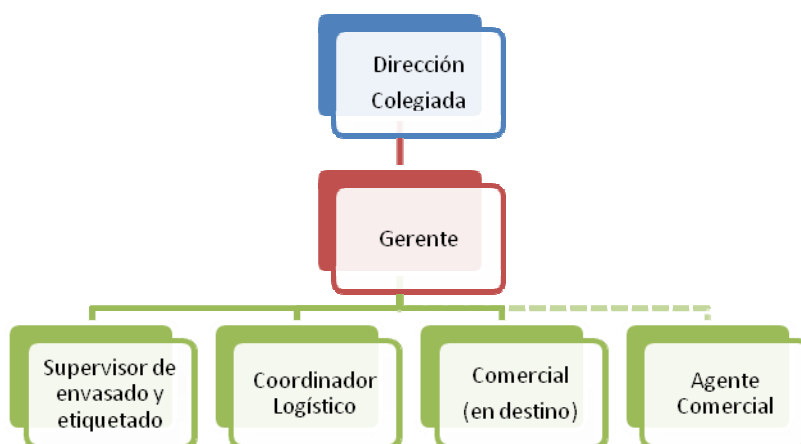 Dirección
Colegiada
Gerente
Supervisor de
envasado y
etiquetado
Coordinador
Logístico
Comercial
(en destino)
Agente
Comercial